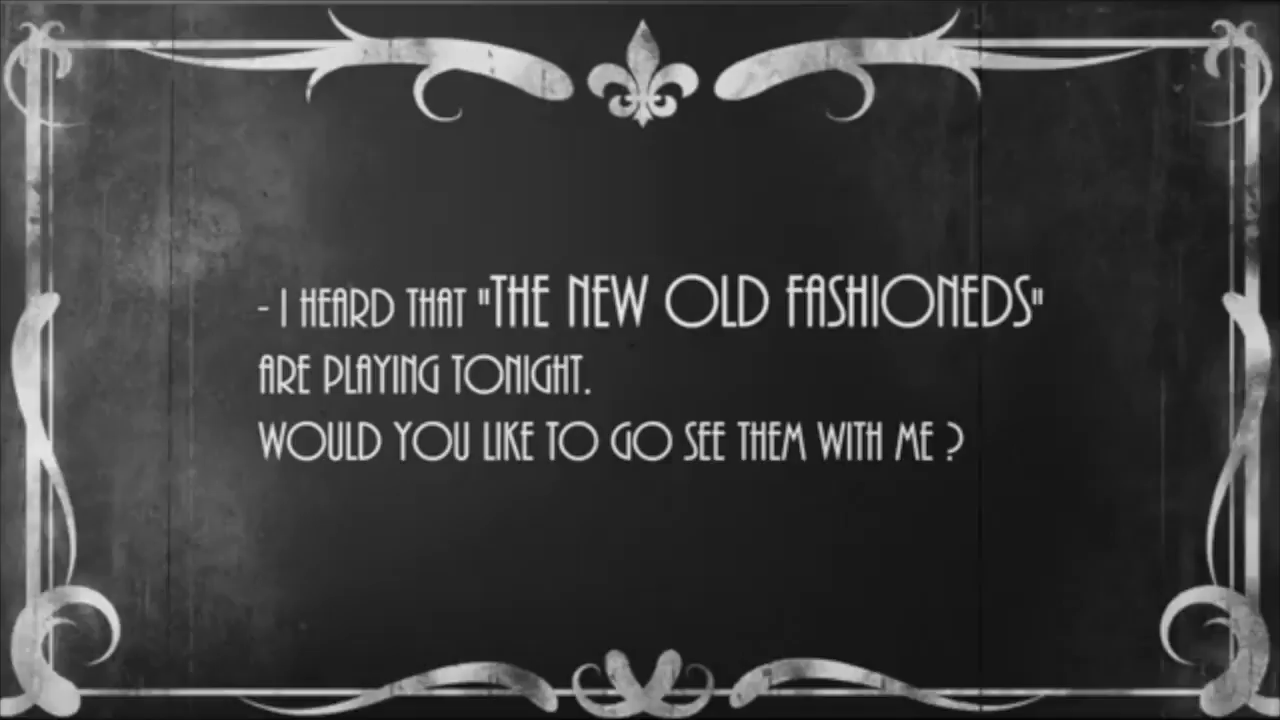 - I HEARD THAT "THE NEW OLD FASHIONEDS"
ARE PLAYING TONIGHT.
WOULD YOU LIKE TO GO SEE THEM WITH ME ?